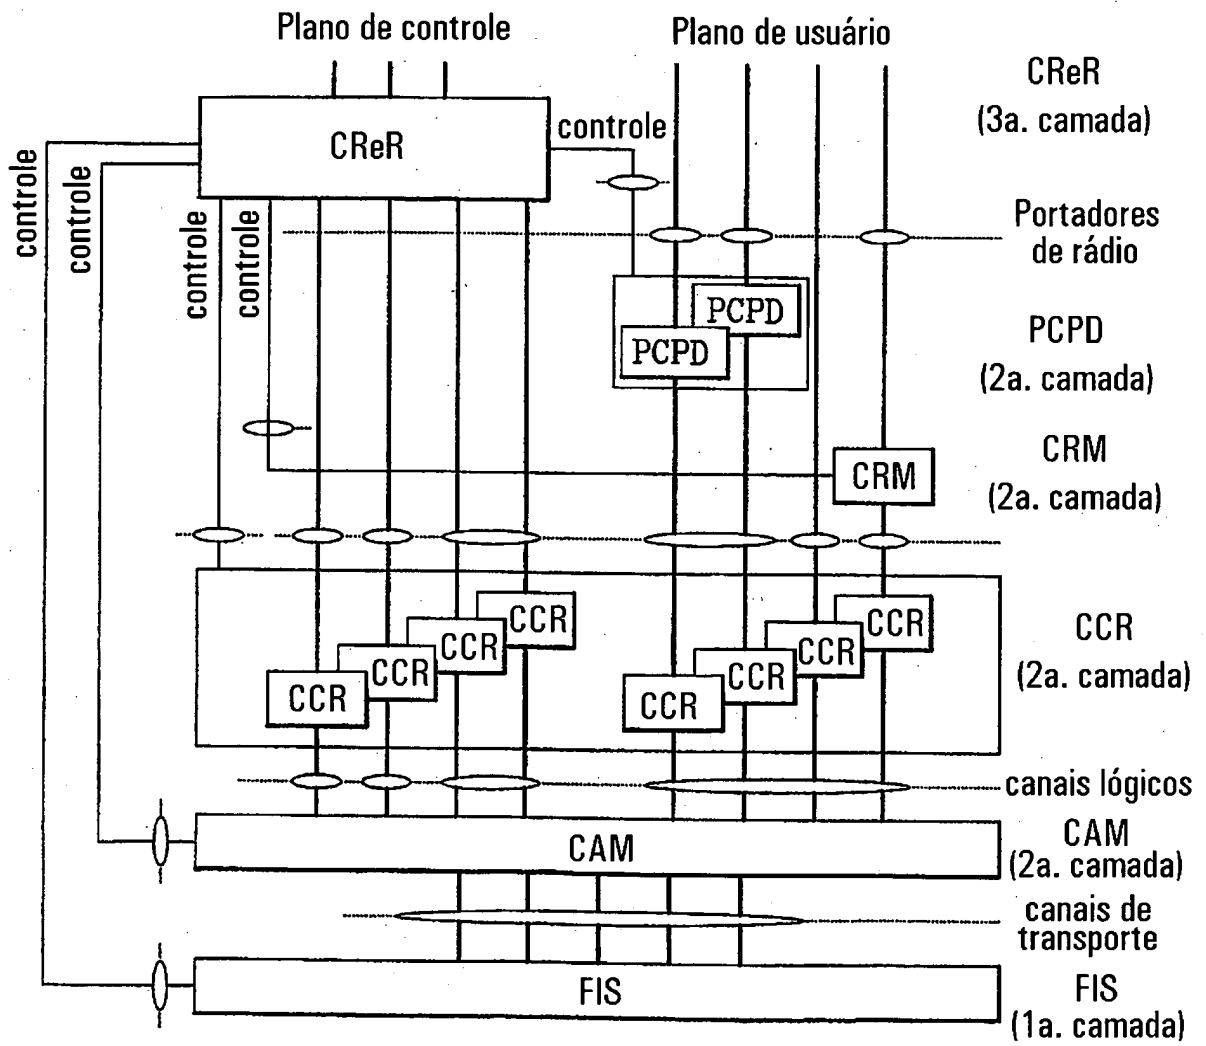 Plano de controle
Plano de usuário
CReR
(3a. camada)
CReR
controle
controle
controle
controle
controle
Portadores
de rádio
PCPD
PCPD
PCPD
(2a. camada)
CRM
CRM
(2a. camada)
CCR
CCR
CCR
CCR
CCR
CCR
CCR
CCR
CCR
(2a. camada)
canais lógicos
CAM
CAM
(2a. camada)
canais de
transporte
FIS
FIS
(1a. camada)